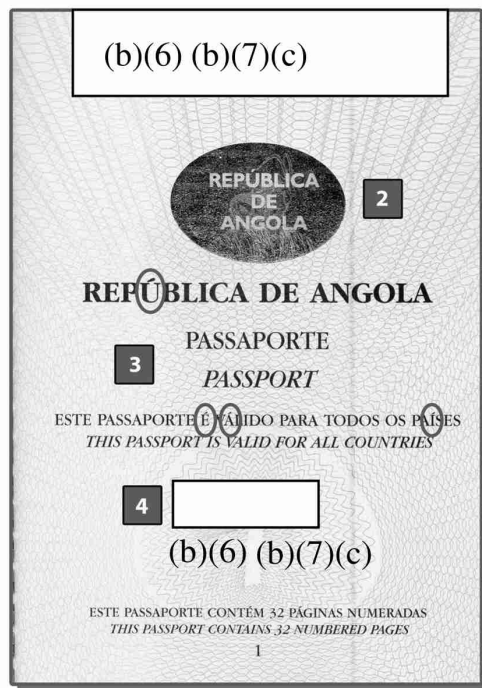 (b)(6) (b)(7)(c)
REPÚBLICA
DE
ANGOLA
2
REPÚBLICA DE ANGOLA
PASSAPORTE
3
PASSPORT
ESTE PASSAPORTE É VÁLIDO PARA TODOS OS PAÍSES
THIS PASSPORT IS VALID FOR ALL COUNTRIES
4
(b)(6) (b)(7)(c)
ESTE PASSAPORTE CONTÉM 32 PÁGINAS NUMERADAS
THIS PASSPORT CONTAINS 32 NUMBERED PAGES
1